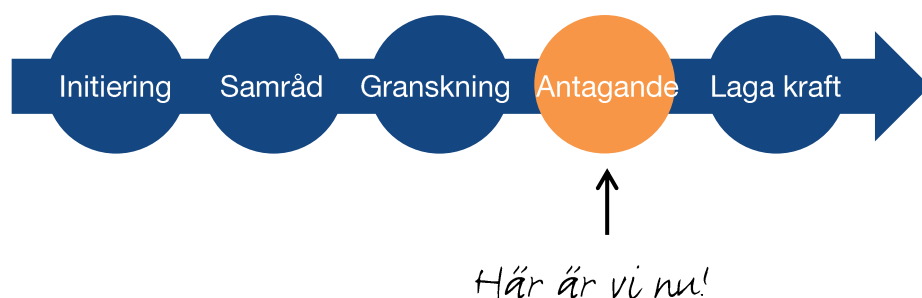 Initiering Samråd Granskning Antagande Laga kraft
Här är vi nu!